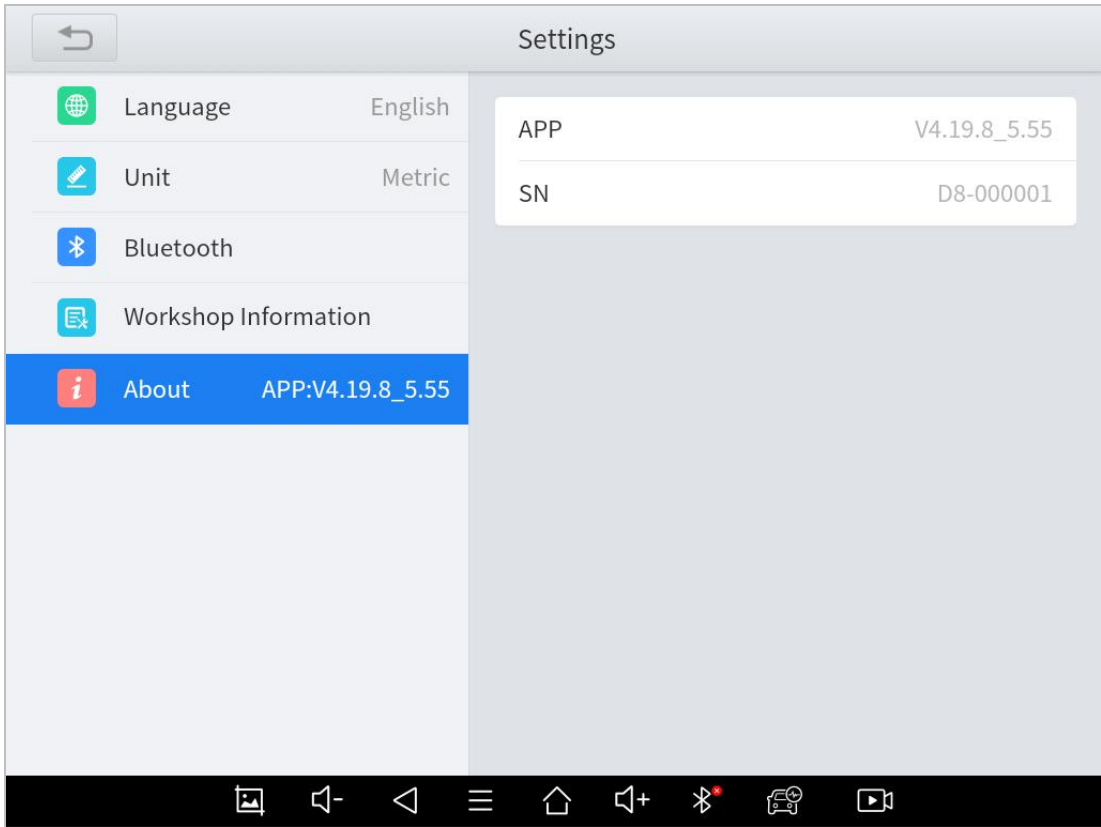 Settings
Language English
Unit Metric
Bluetooth
Workshop Information
About APP:V4.19.8_5.55
APP V4.19.8_5.55
SN D8-000001